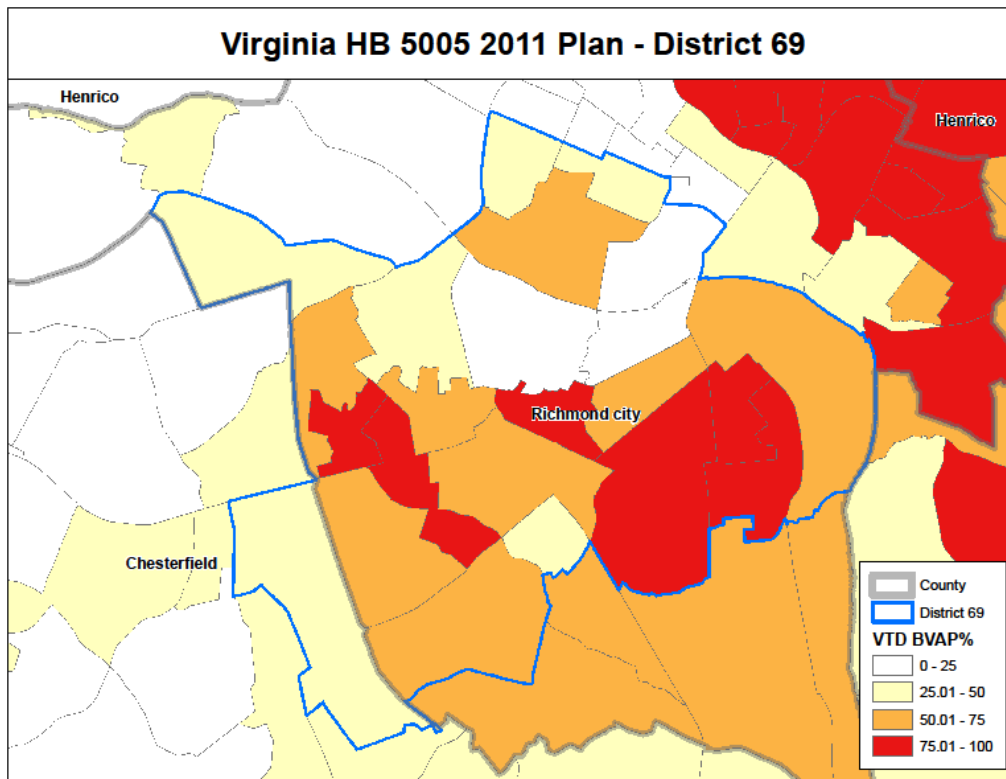 Virginia HB 5005 2011 Plan - District 69
Henrico
Henrico
Richmond city
Chesterfield
County
District 69
VTD BVAP%
0 - 25
25.01 - 50
50.01 - 75
75.01 - 100